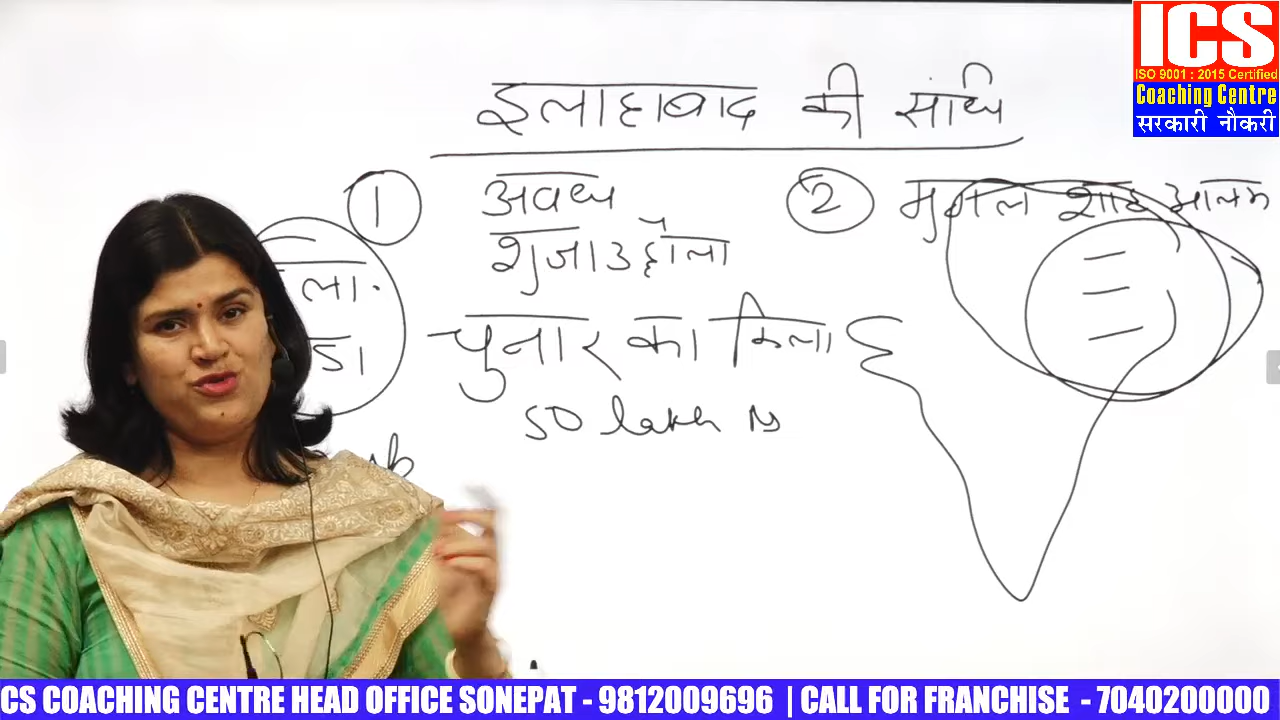 ICS
ISO 9001 : 2015 Certified
Coaching Centre
सरकारी नौकरी
इलाहाबाद की संधि
1 अवध
शुजाउद्दौला
2 मुगल शाह आलम
चुनार का किला
50 lakh Rs
CS COACHING CENTRE HEAD OFFICE SONEPAT - 9812009696 | CALL FOR FRANCHISE - 7040200000